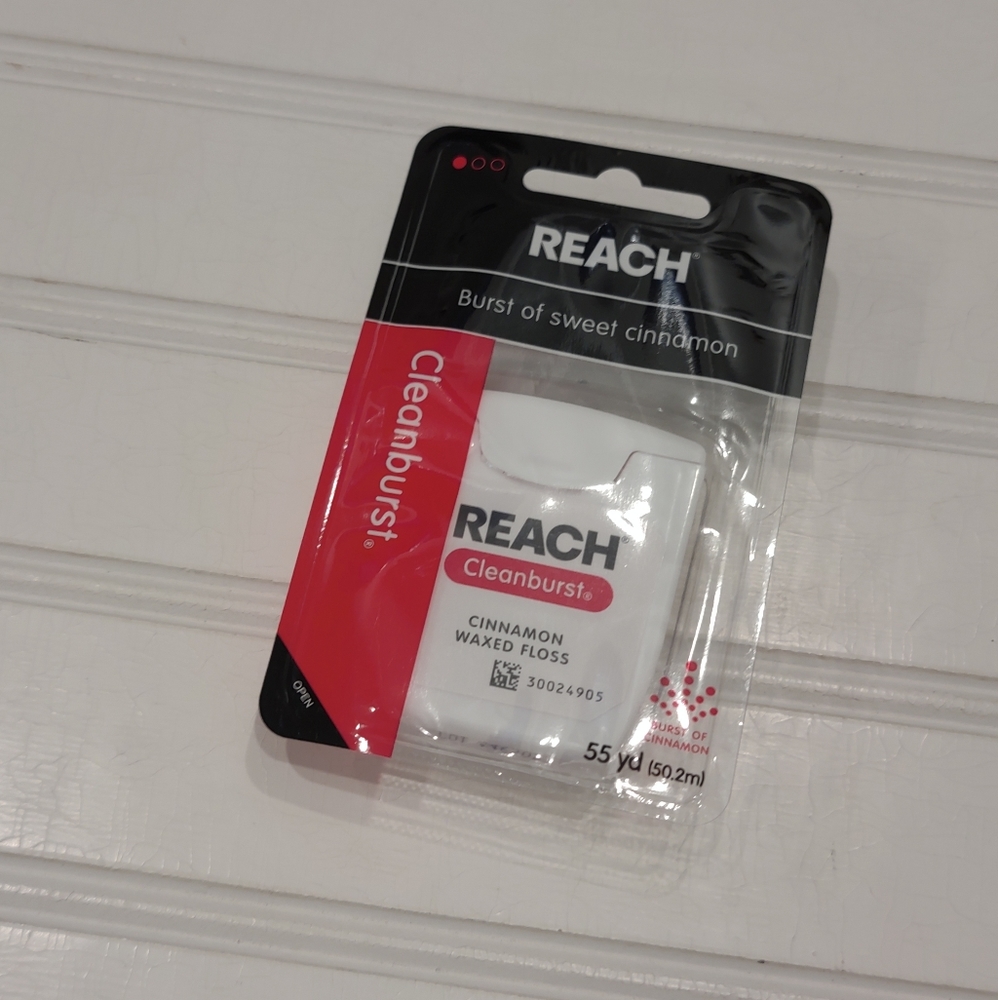 REACH®
Burst of sweet cinnamon
Cleanburst®
REACH®
Cleanburst®
CINNAMON
WAXED FLOSS
30024905
BURST OF
CINNAMON
55 yd (50.2m)
OPEN